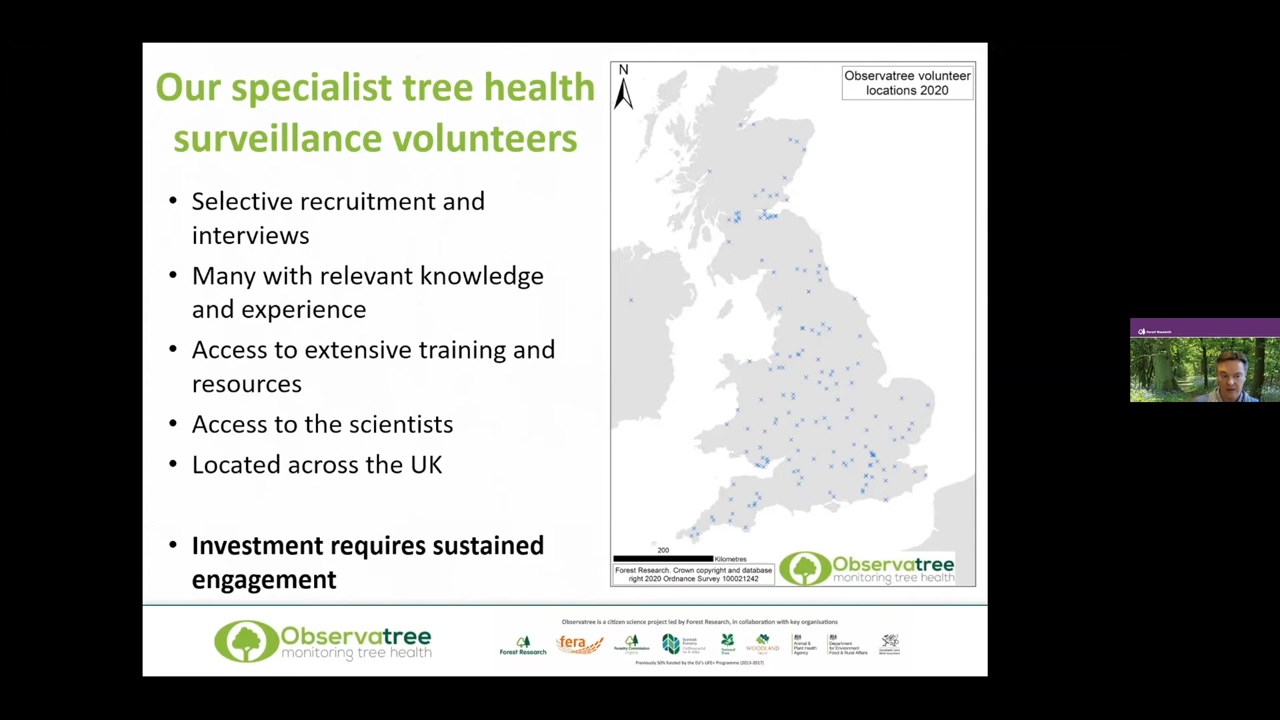 Our specialist tree health
surveillance volunteers
• Selective recruitment and
interviews
• Many with relevant knowledge
and experience
• Access to extensive training and
resources
• Access to the scientists
• Located across the UK
• Investment requires sustained
engagement
N
Observatree volunteer
locations 2020
200
Kilometres
Forest Research. Crown copyright and database
right 2020 Ordnance Survey 100021242
Observatree
monitoring tree health
Observatree
monitoring tree health
Observatree is a citizen science project led by Forest Research, in collaboration with key organisations
Forest Research
fera
Forestry Commission
National
Trust
WOODLAND
TRUST
Animal &
Plant Health
Agency
Department
for Environment
Food & Rural Affairs
Previously 50% funded by the EU's LIFE+ Programme (2013-2017)
Forest Research